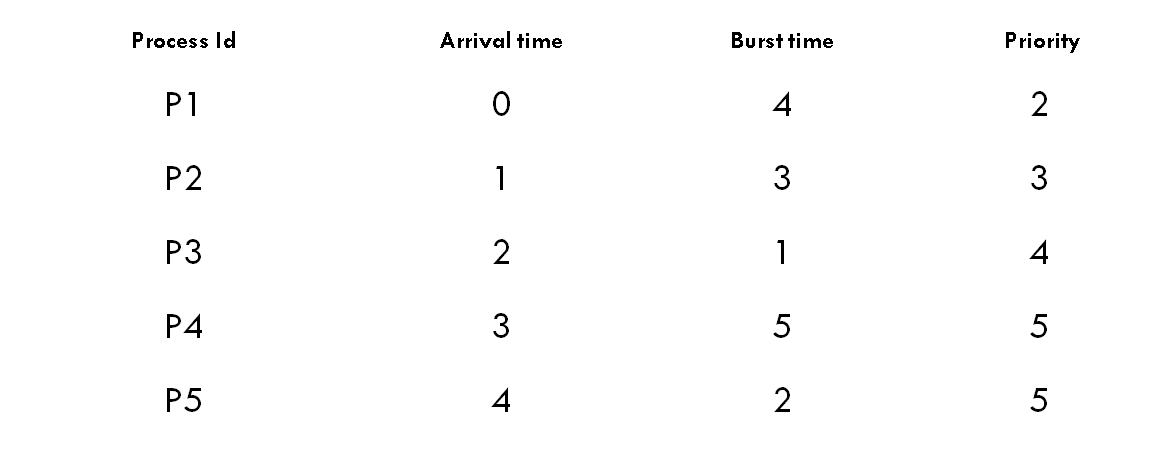 Process Id Arrival time Burst time Priority
P1 0 4 2
P2 1 3 3
P3 2 1 4
P4 3 5 5
P5 4 2 5